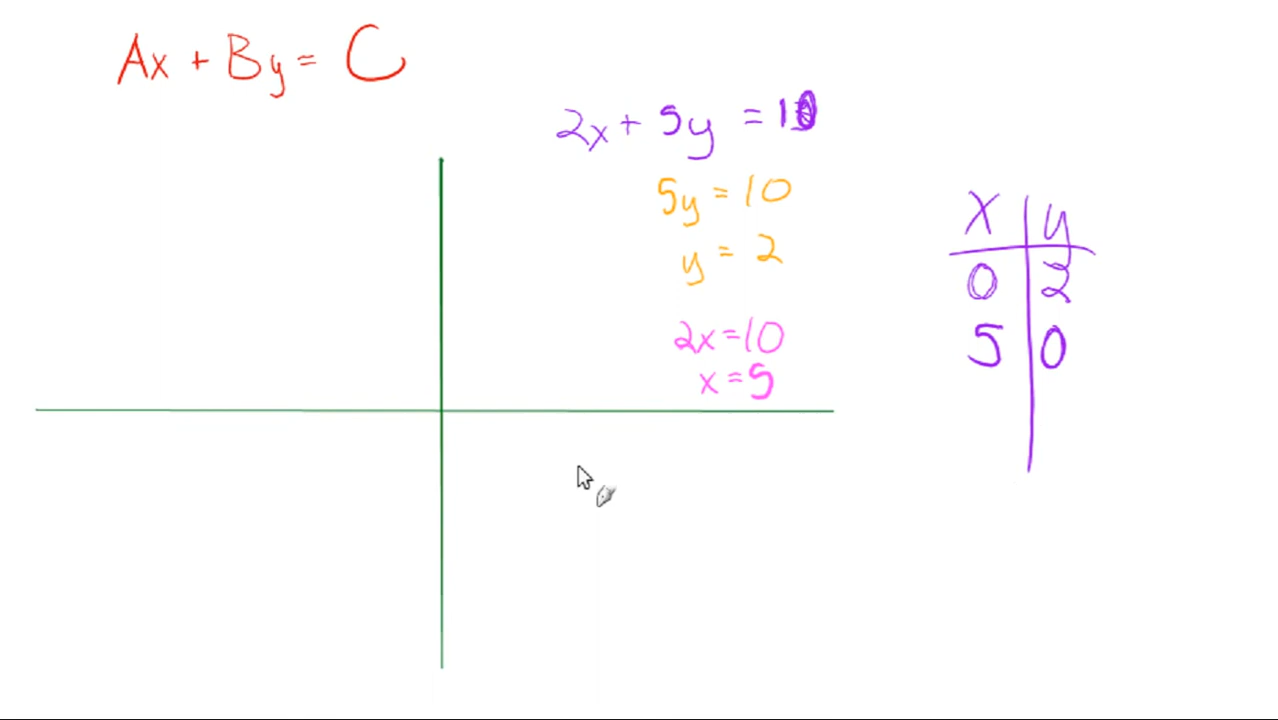 Ax + By = C
2x + 5y = 10
5y = 10
y = 2
2x = 10
x = 5
x y
0 2
5 0